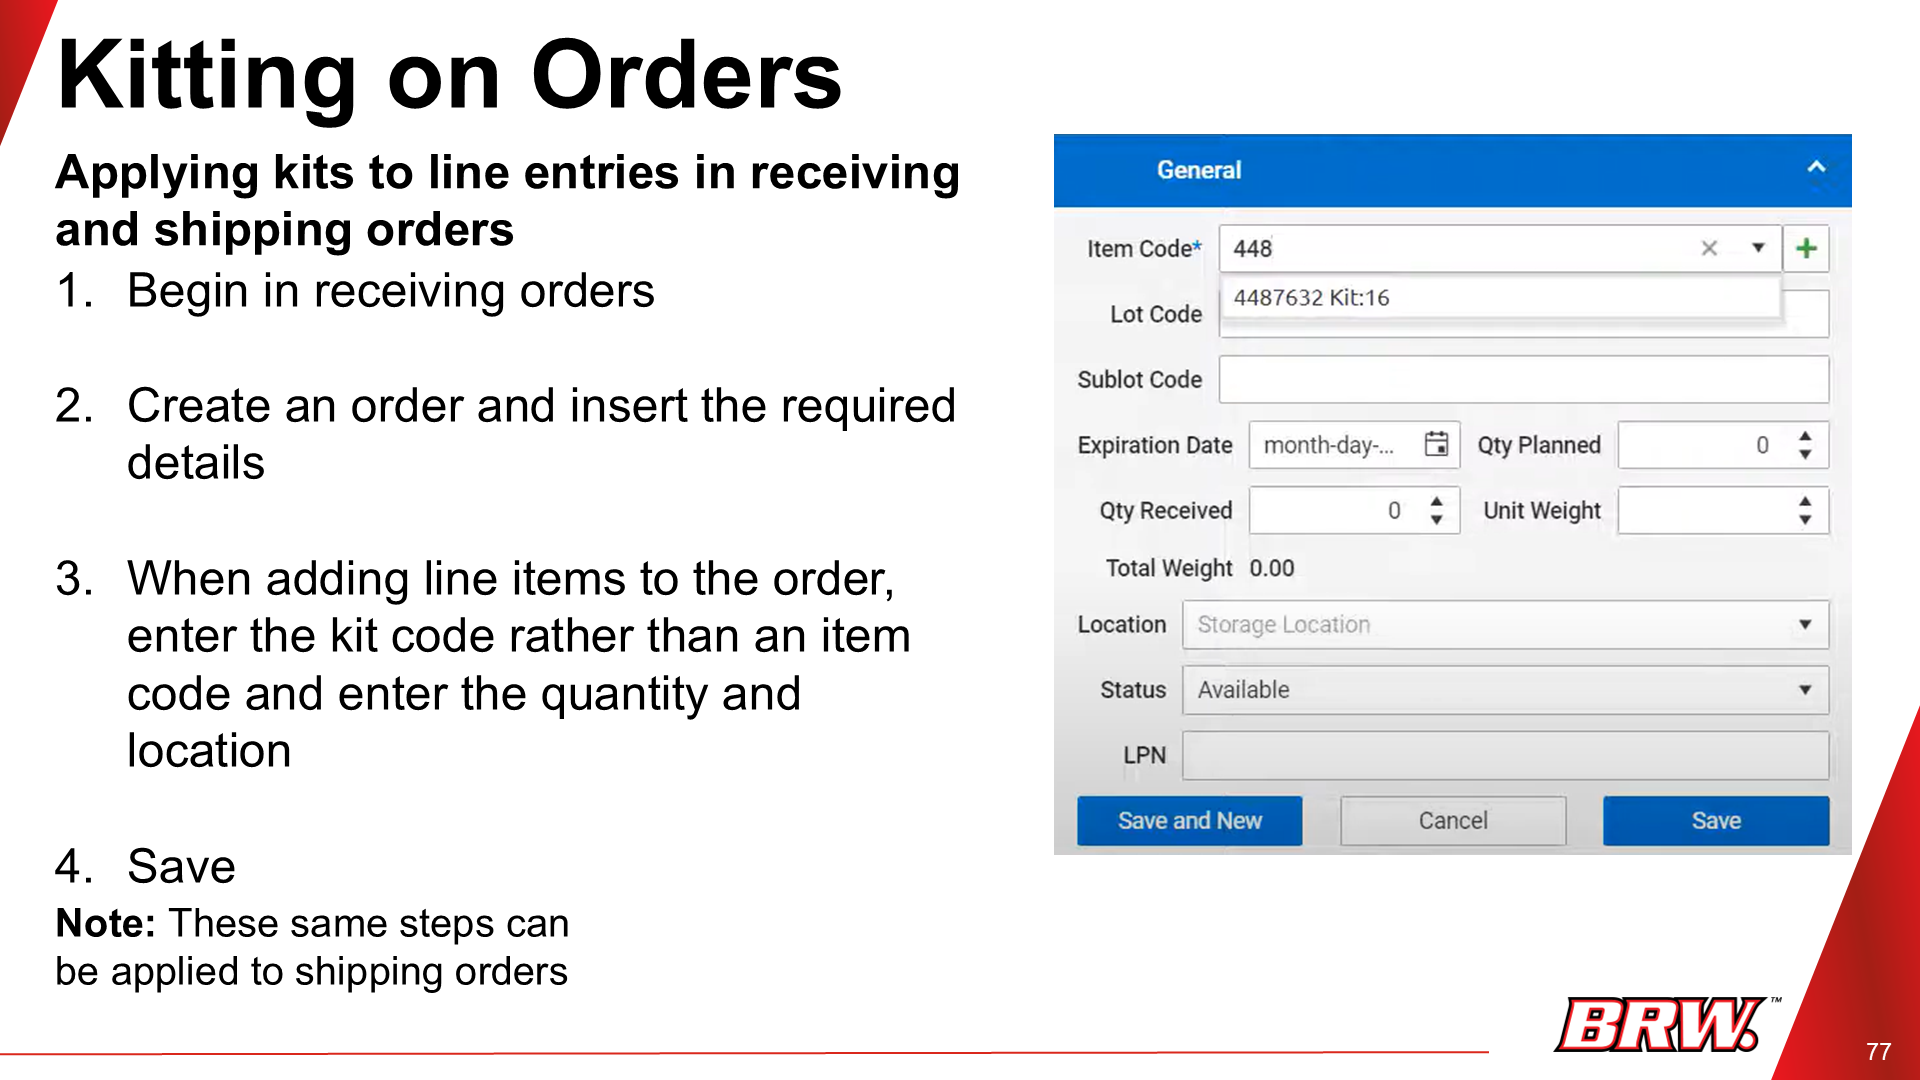 Kitting on Orders
Applying kits to line entries in receiving
and shipping orders
1. Begin in receiving orders
2. Create an order and insert the required
details
3. When adding line items to the order,
enter the kit code rather than an item
code and enter the quantity and
location
4. Save
Note: These same steps can
be applied to shipping orders
General
Item Code* 448
4487632 Kit:16
Lot Code
Sublot Code
Expiration Date month-day-... Qty Planned 0
Qty Received 0 Unit Weight
Total Weight 0.00
Location Storage Location
Status Available
LPN
Save and New Cancel Save
BRW.™
77